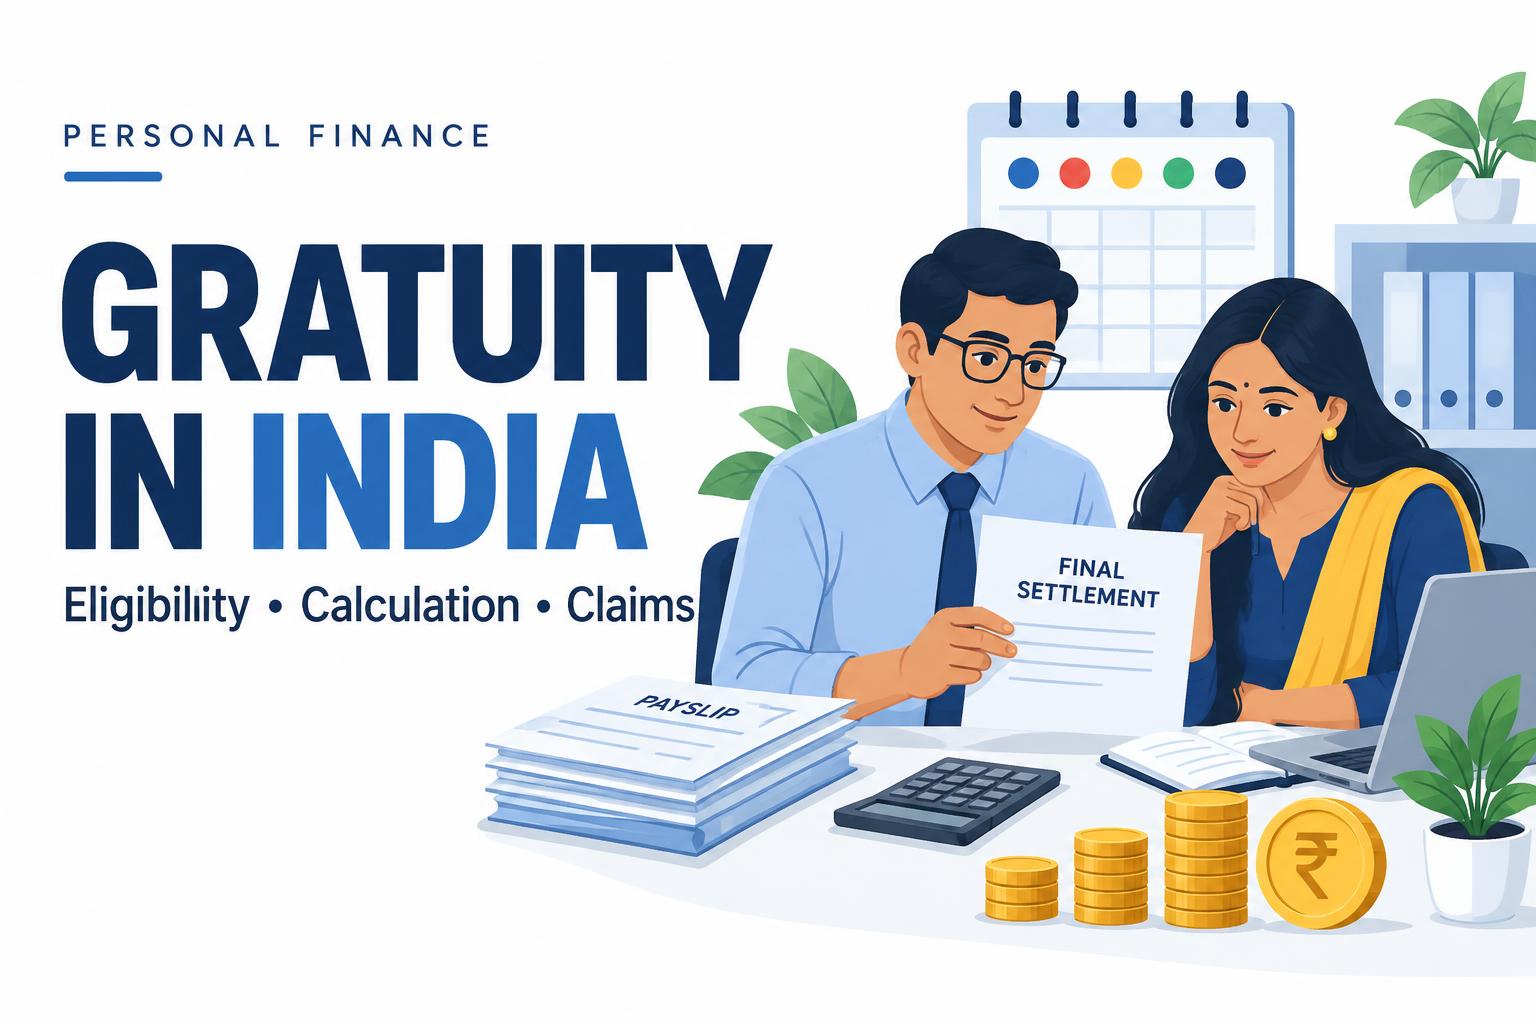 PERSONAL FINANCE
GRATUITY
IN INDIA
Eligibiliity • Calculation • Claims
FINAL
SETTLEMENT
PAYSLIP
₹